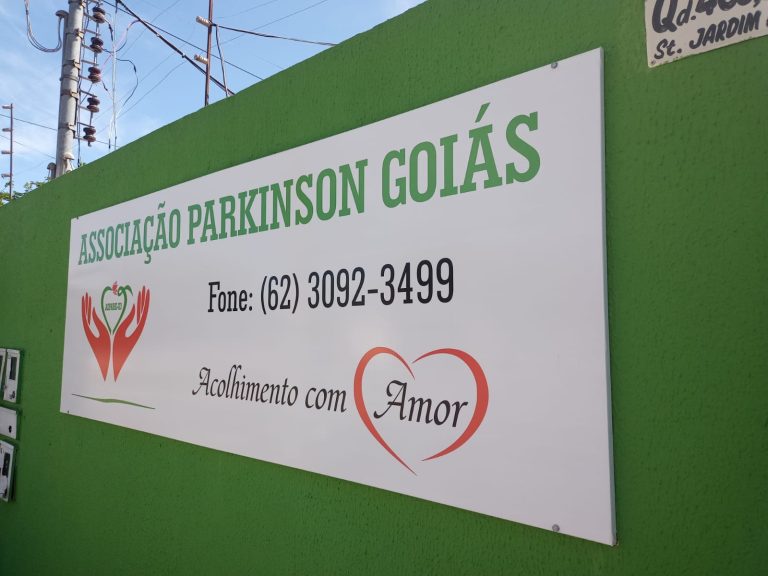 St. JARDIM
ASSOCIAÇÃO PARKINSON GOIÁS
Fone: (62) 3092-3499
Acolhimento com Amor